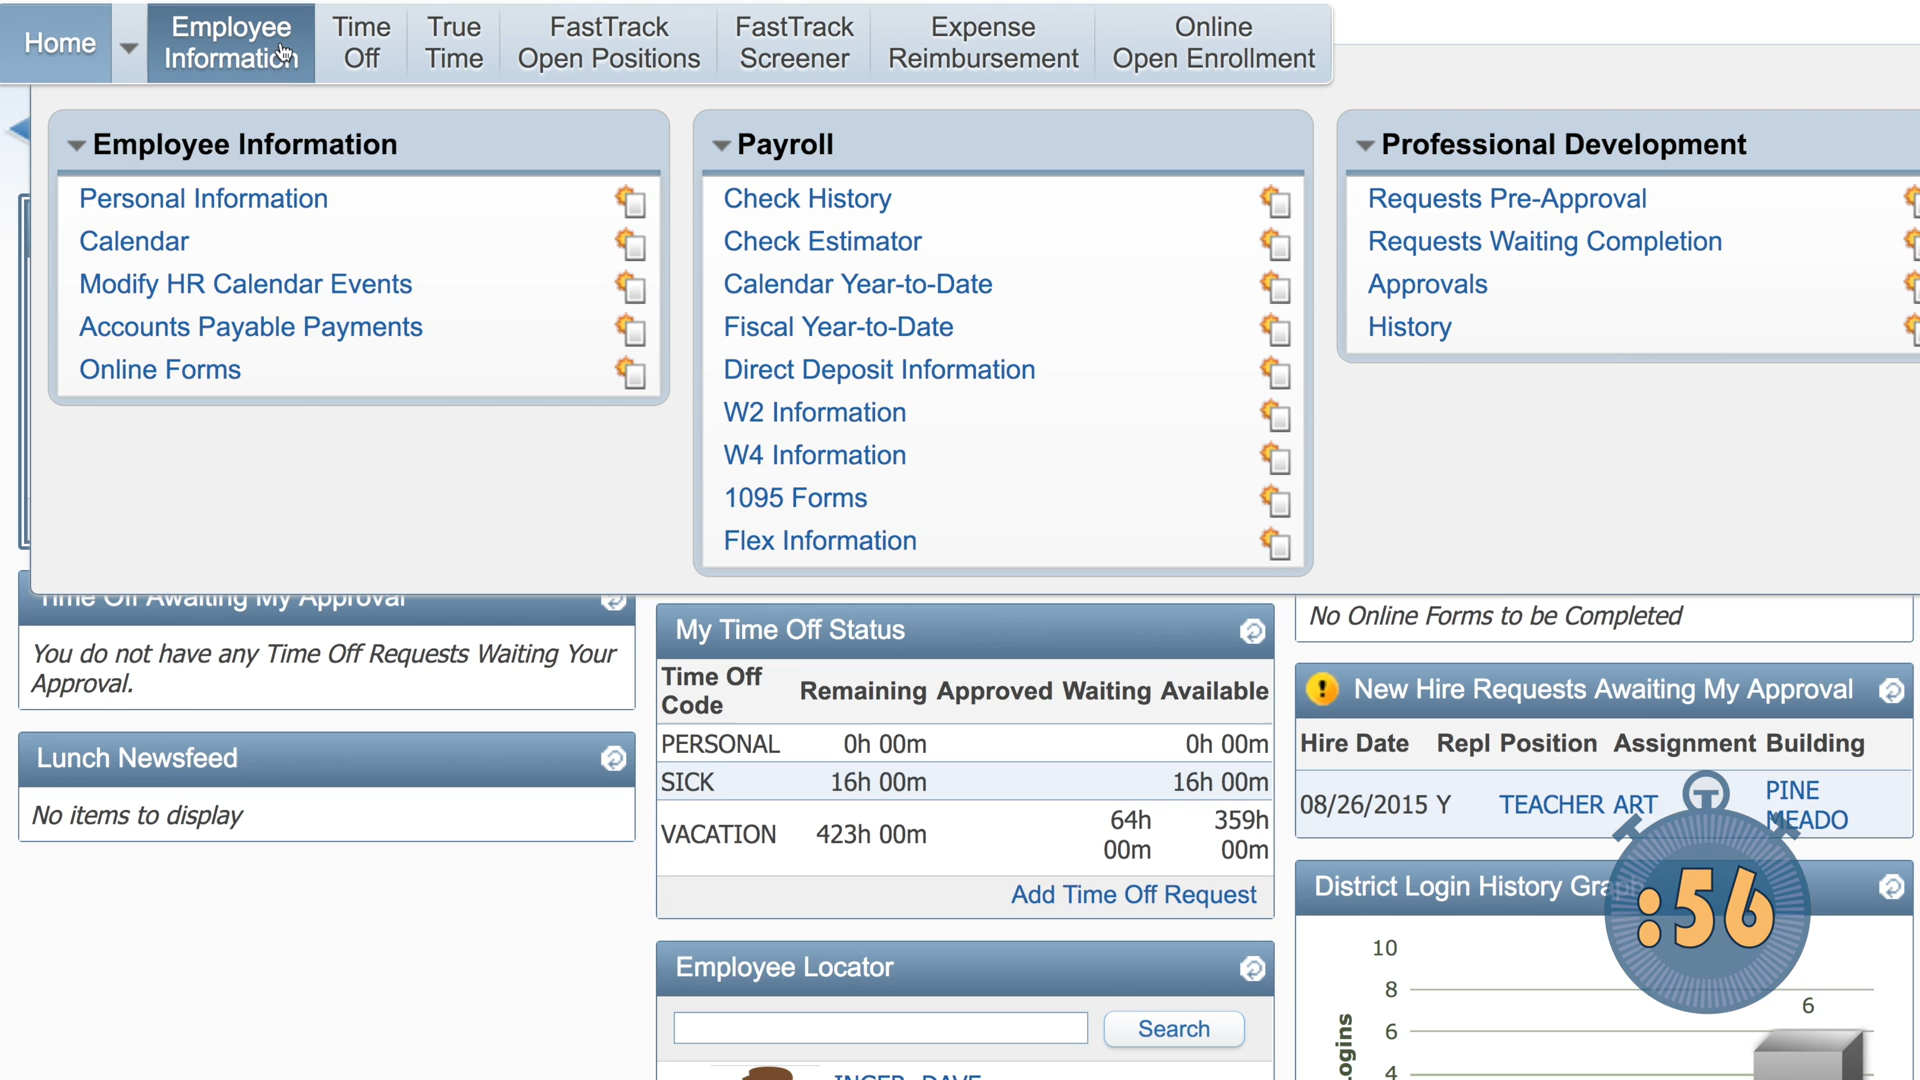 Home
Employee
Information
Time
Off
True
Time
FastTrack
Open Positions
FastTrack
Screener
Expense
Reimbursement
Online
Open Enrollment
Employee Information
Personal Information
Calendar
Modify HR Calendar Events
Accounts Payable Payments
Online Forms
Payroll
Check History
Check Estimator
Calendar Year-to-Date
Fiscal Year-to-Date
Direct Deposit Information
W2 Information
W4 Information
1095 Forms
Flex Information
Professional Development
Requests Pre-Approval
Requests Waiting Completion
Approvals
History
Time Off Awaiting My Approval
You do not have any Time Off Requests Waiting Your
Approval.
Lunch Newsfeed
No items to display
My Time Off Status
Time Off
Code
Remaining Approved Waiting Available
PERSONAL 0h 00m 0h 00m
SICK 16h 00m 16h 00m
VACATION 423h 00m 64h 00m 359h 00m
Add Time Off Request
Employee Locator
Search
No Online Forms to be Completed
New Hire Requests Awaiting My Approval
Hire Date Repl Position Assignment Building
08/26/2015 Y TEACHER ART PINE
MEADO
District Login History
:56
10
8
6
6
4